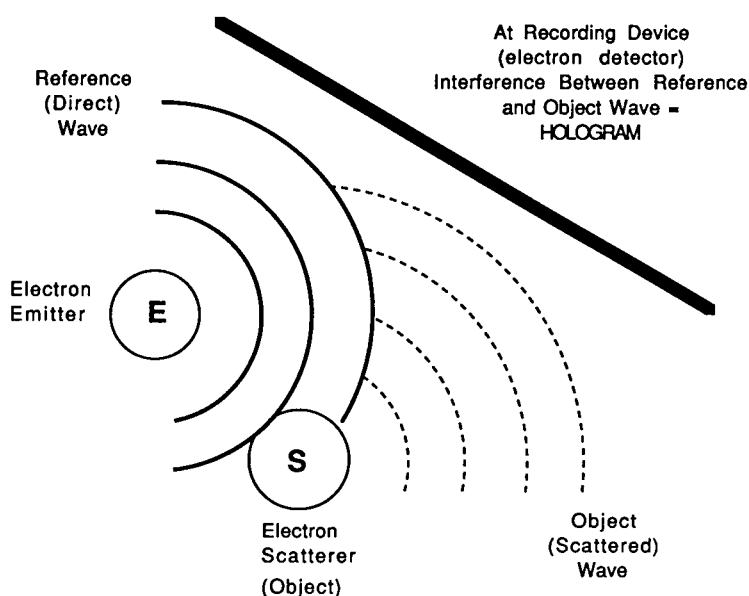 At Recording Device
(electron detector)
Interference Between Reference
and Object Wave =
HOLOGRAM
Reference
(Direct)
Wave
Electron
Emitter
E
S
Electron
Scatterer
(Object)
Object
(Scattered)
Wave